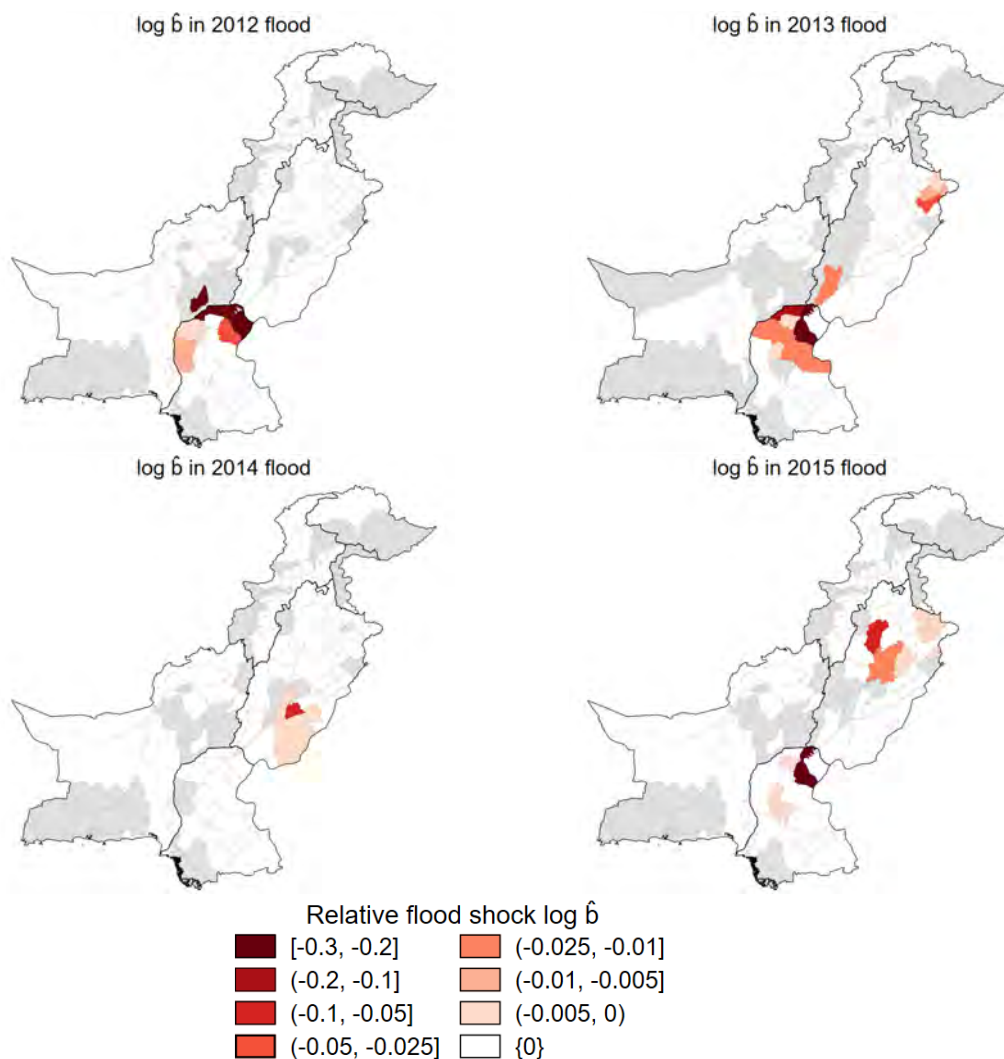 log b̂ in 2012 flood
log b̂ in 2013 flood
log b̂ in 2014 flood
log b̂ in 2015 flood
Relative flood shock log b̂
[-0.3, -0.2]
(-0.2, -0.1]
(-0.1, -0.05]
(-0.05, -0.025]
(-0.025, -0.01]
(-0.01, -0.005]
(-0.005, 0)
{0}